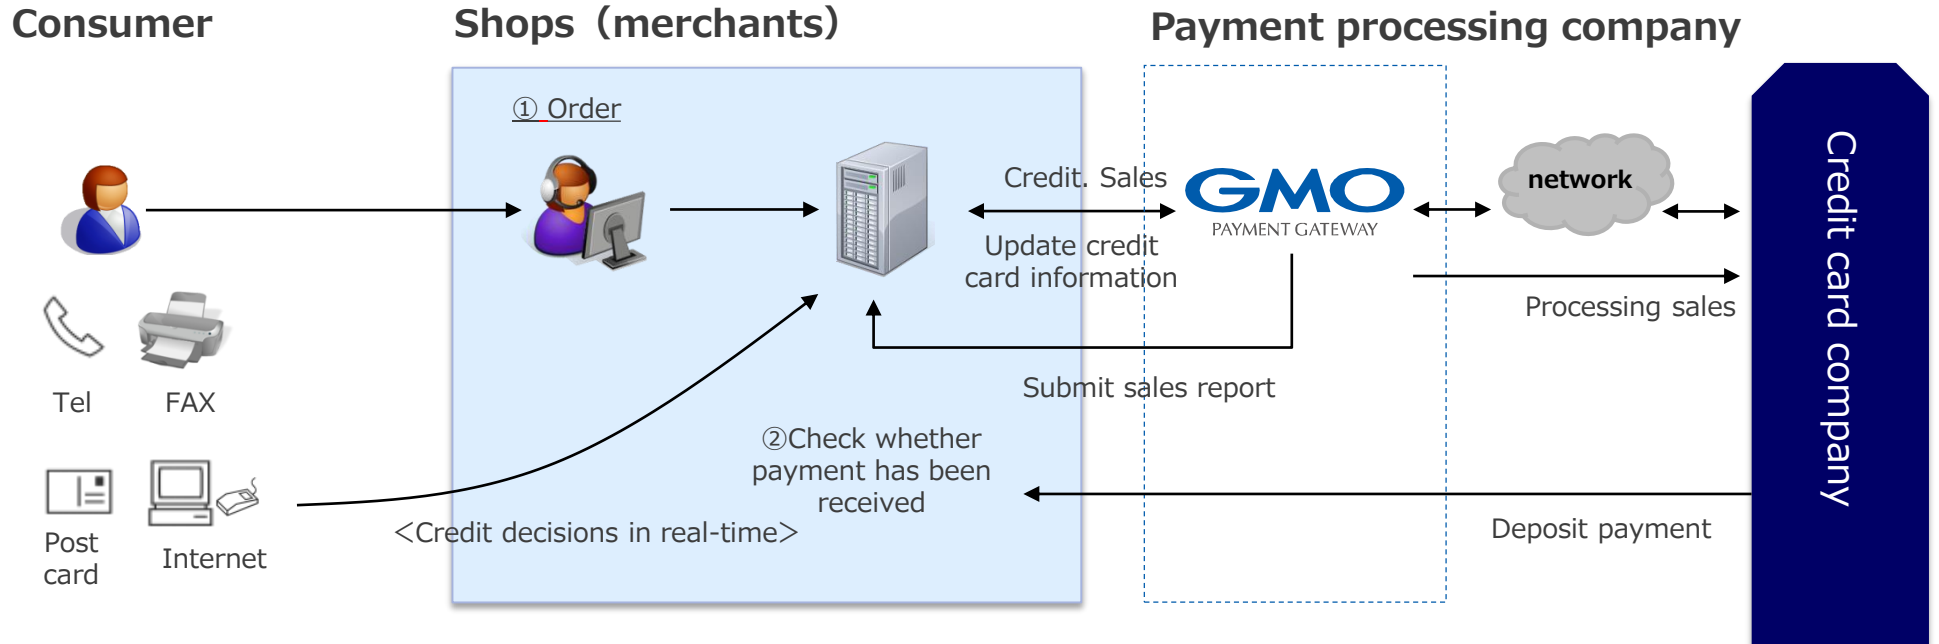 Consumer
Shops（merchants）
Payment processing company
① Order
Credit. Sales
Update credit
card information
GMO
PAYMENT GATEWAY
network
Processing sales
Credit card company
Tel
FAX
Submit sales report
②Check whether
payment has been
received
Post
card
Internet
＜Credit decisions in real-time＞
Deposit payment